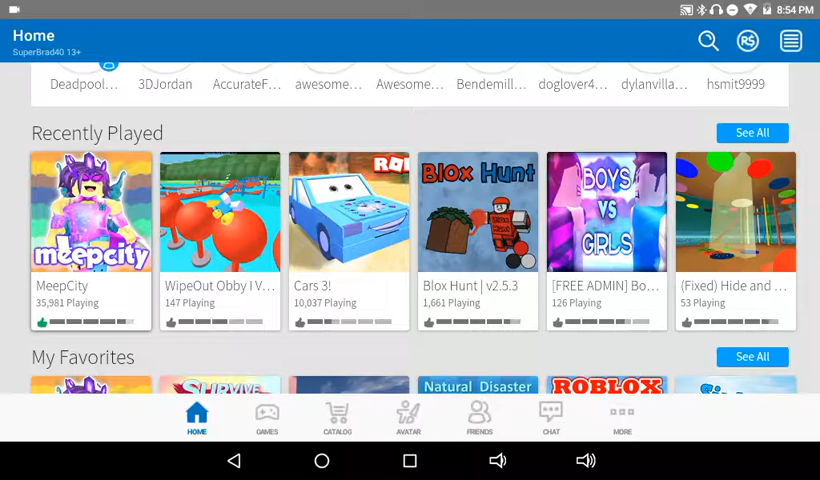 8:54 PM
Home
SuperBrad40 13+
R$
Deadpool... 3DJordan AccurateF... awesome... Awesome... Bendemill... doglover4... dylanvilla... hsmit9999
Recently Played
See All
meepcity
Blox Hunt
BOYS
VS
GIRLS
MeepCity
WipeOut Obby I V...
Cars 3!
Blox Hunt | v2.5.3
[FREE ADMIN] Bo...
(Fixed) Hide and ...
35,981 Playing
147 Playing
10,037 Playing
1,661 Playing
126 Playing
53 Playing
My Favorites
See All
SURVIVE
Natural Disaster
ROBLOX
HOME
GAMES
CATALOG
AVATAR
FRIENDS
CHAT
MORE